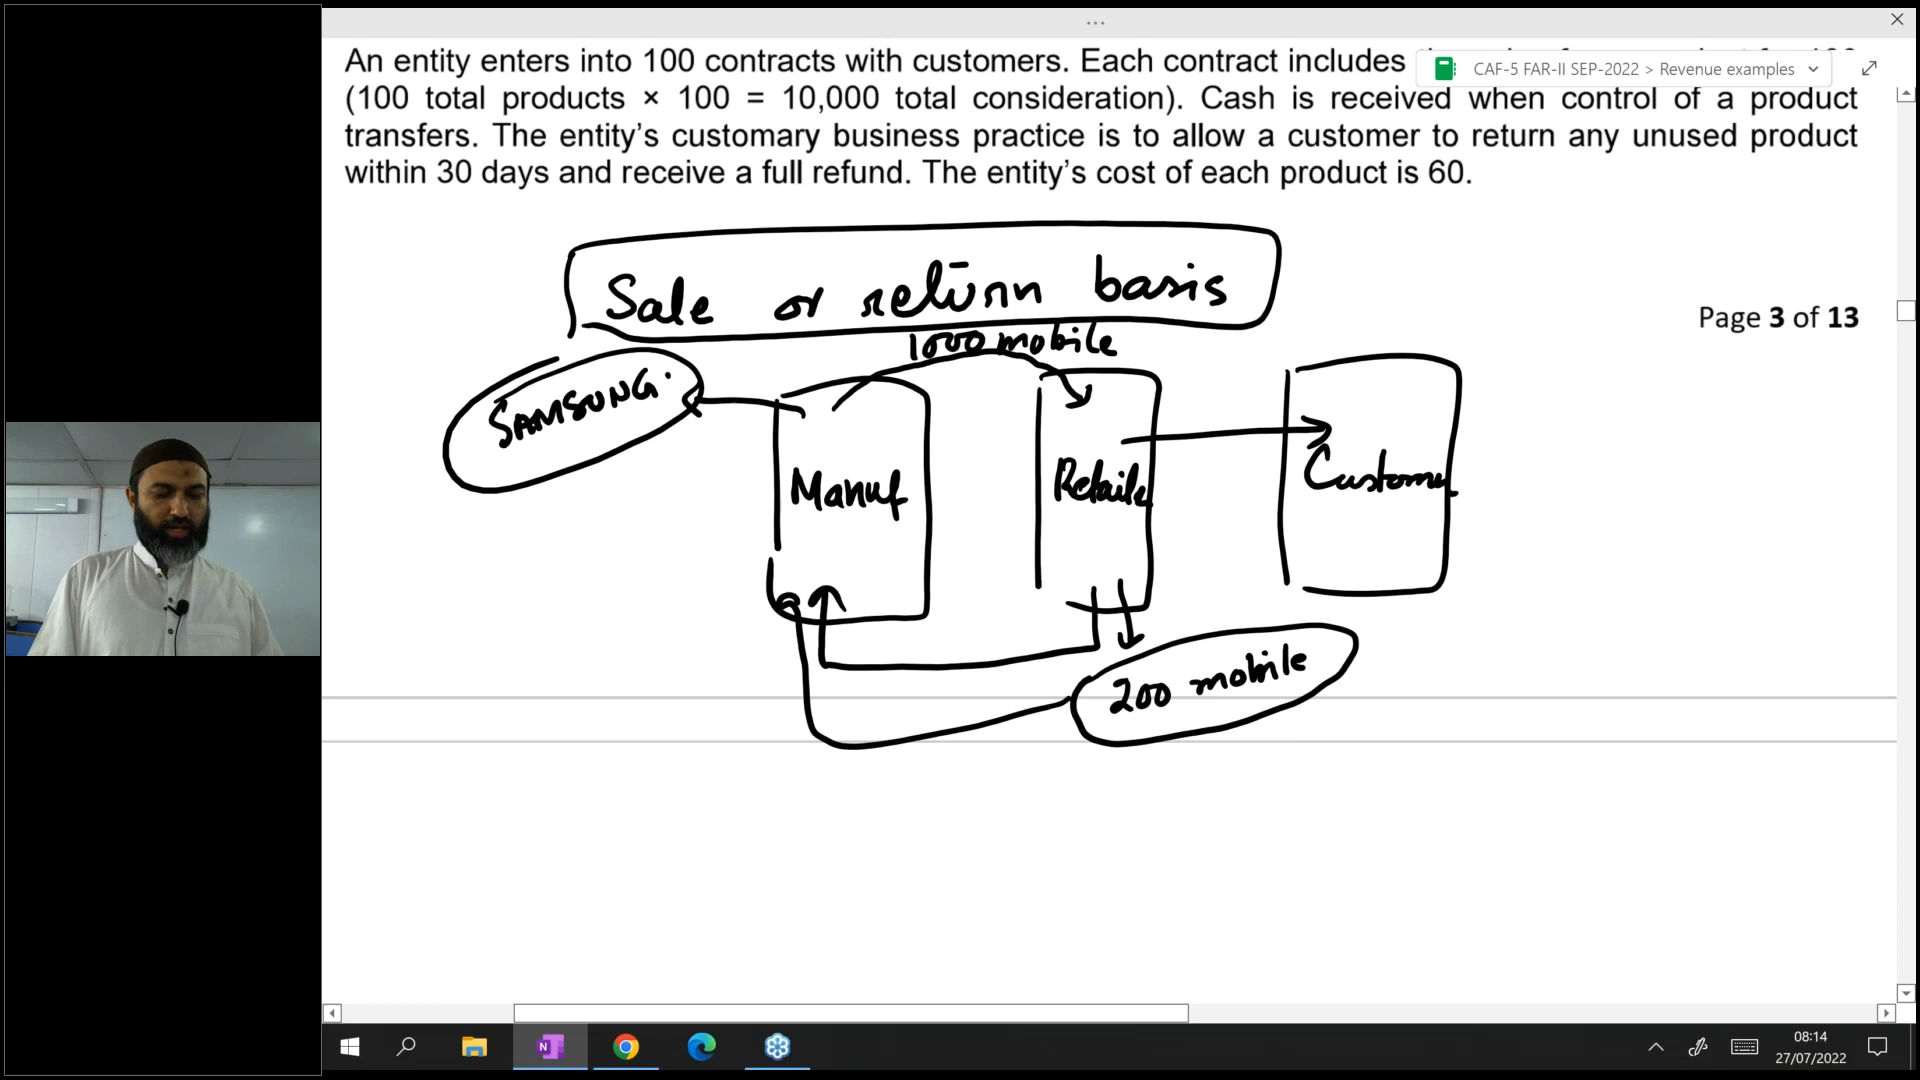 ...
An entity enters into 100 contracts with customers. Each contract includes
CAF-5 FAR-II SEP-2022 > Revenue examples
(100 total products × 100 = 10,000 total consideration). Cash is received when control of a product
transfers. The entity’s customary business practice is to allow a customer to return any unused product
within 30 days and receive a full refund. The entity’s cost of each product is 60.
Sale or return basis
Page 3 of 13
1000 mobile
SAMSUNG
Manuf
Retaile
Custome
200 mobile
08:14
27/07/2022